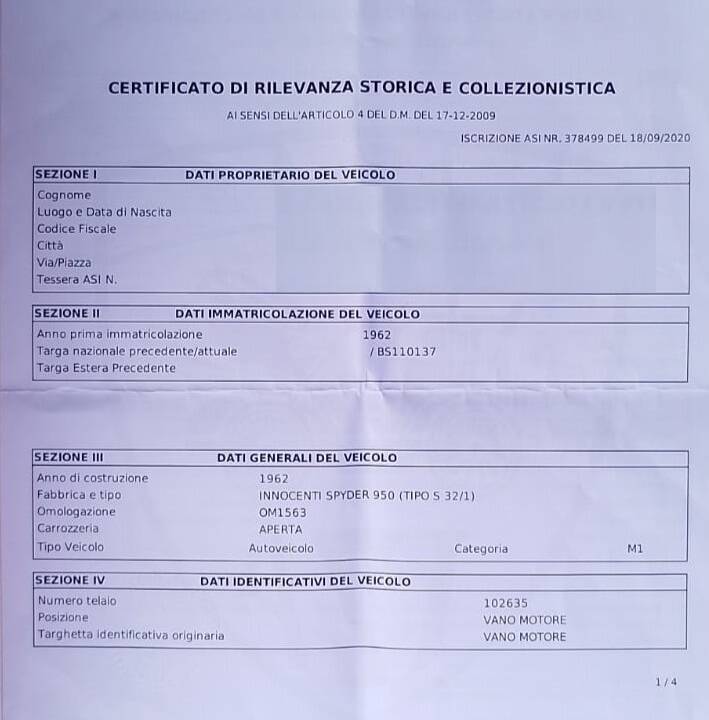 CERTIFICATO DI RILEVANZA STORICA E COLLEZIONISTICA
AI SENSI DELL'ARTICOLO 4 DEL D.M. DEL 17-12-2009
ISCRIZIONE ASI NR. 378499 DEL 18/09/2020
SEZIONE I DATI PROPRIETARIO DEL VEICOLO
Cognome
Luogo e Data di Nascita
Codice Fiscale
Città
Via/Piazza
Tessera ASI N.
SEZIONE II DATI IMMATRICOLAZIONE DEL VEICOLO
Anno prima immatricolazione 1962
Targa nazionale precedente/attuale / BS110137
Targa Estera Precedente
SEZIONE III DATI GENERALI DEL VEICOLO
Anno di costruzione 1962
Fabbrica e tipo INNOCENTI SPYDER 950 (TIPO S 32/1)
Omologazione OM1563
Carrozzeria APERTA
Tipo Veicolo Autoveicolo Categoria M1
SEZIONE IV DATI IDENTIFICATIVI DEL VEICOLO
Numero telaio 102635
Posizione VANO MOTORE
Targhetta identificativa originaria VANO MOTORE
1 / 4